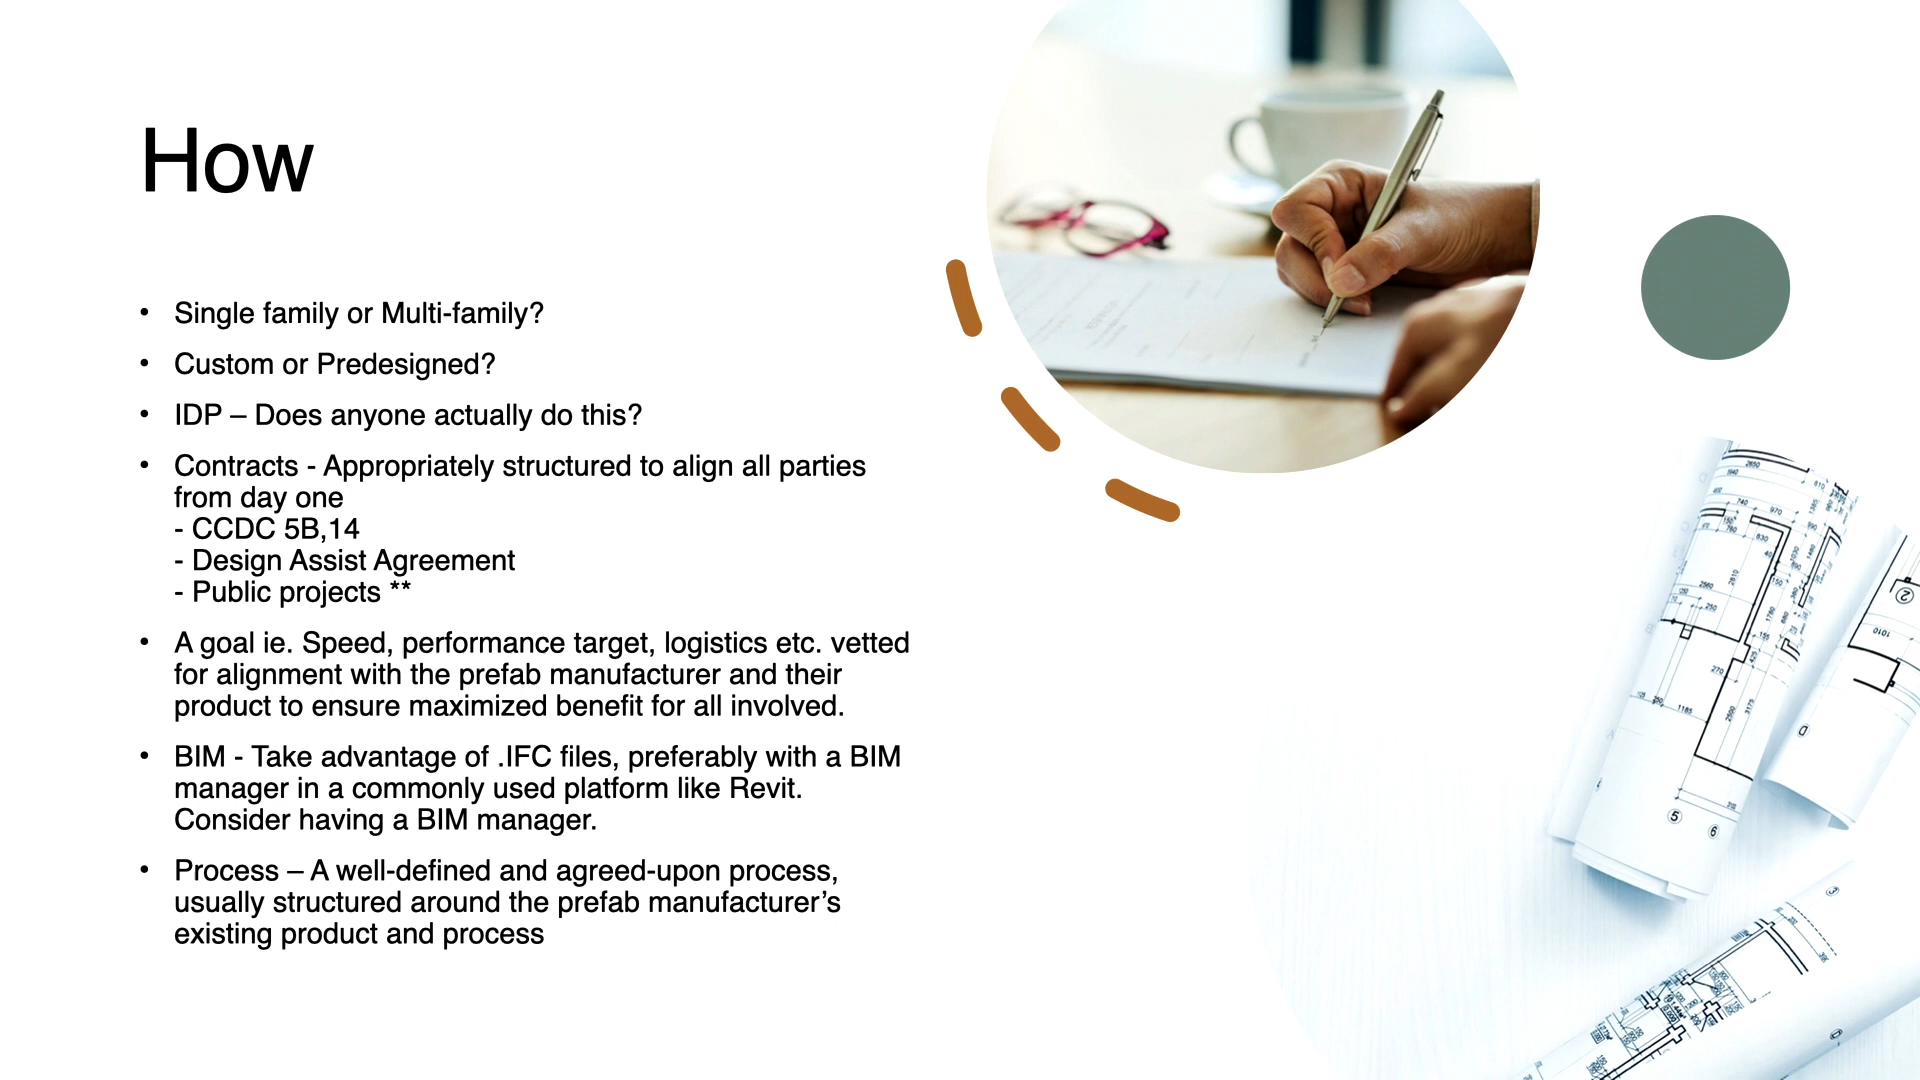 How
• Single family or Multi-family?
• Custom or Predesigned?
• IDP – Does anyone actually do this?
• Contracts - Appropriately structured to align all parties
from day one
- CCDC 5B,14
- Design Assist Agreement
- Public projects **
• A goal ie. Speed, performance target, logistics etc. vetted
for alignment with the prefab manufacturer and their
product to ensure maximized benefit for all involved.
• BIM - Take advantage of .IFC files, preferably with a BIM
manager in a commonly used platform like Revit.
Consider having a BIM manager.
• Process – A well-defined and agreed-upon process,
usually structured around the prefab manufacturer’s
existing product and process